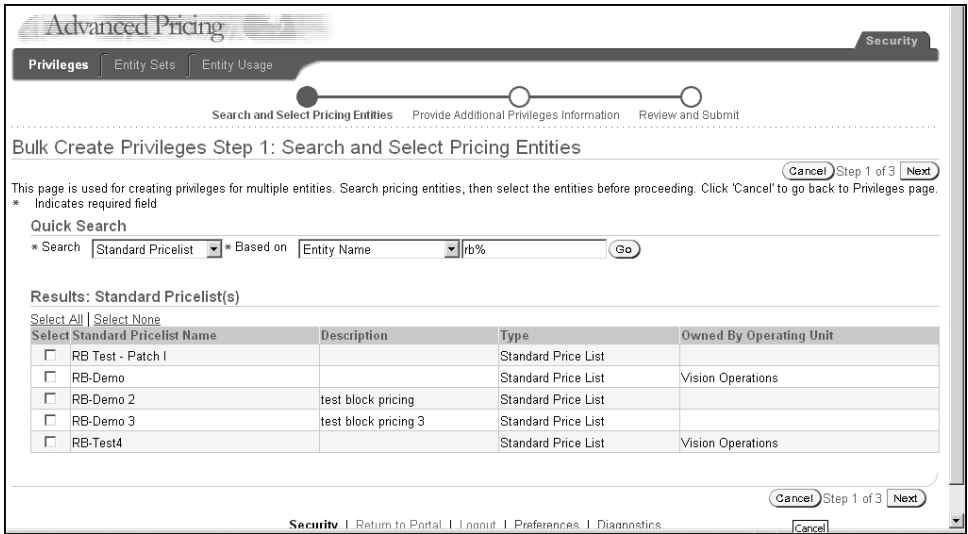 Advanced Pricing
Security
Privileges Entity Sets Entity Usage
Search and Select Pricing Entities Provide Additional Privileges Information Review and Submit
Bulk Create Privileges Step 1: Search and Select Pricing Entities
Cancel Step 1 of 3 Next
This page is used for creating privileges for multiple entities. Search pricing entities, then select the entities before proceeding. Click 'Cancel' to go back to Privileges page.
* Indicates required field
Quick Search
* Search Standard Pricelist * Based on Entity Name rb% Go
Results: Standard Pricelist(s)
Select All | Select None
Select Standard Pricelist Name Description Type Owned By Operating Unit
RB Test - Patch I Standard Price List
RB-Demo Standard Price List Vision Operations
RB-Demo 2 test block pricing Standard Price List
RB-Demo 3 test block pricing 3 Standard Price List
RB-Test4 Standard Price List Vision Operations
Cancel Step 1 of 3 Next
Security | Return to Portal | Logout | Preferences | Diagnostics
Cancel